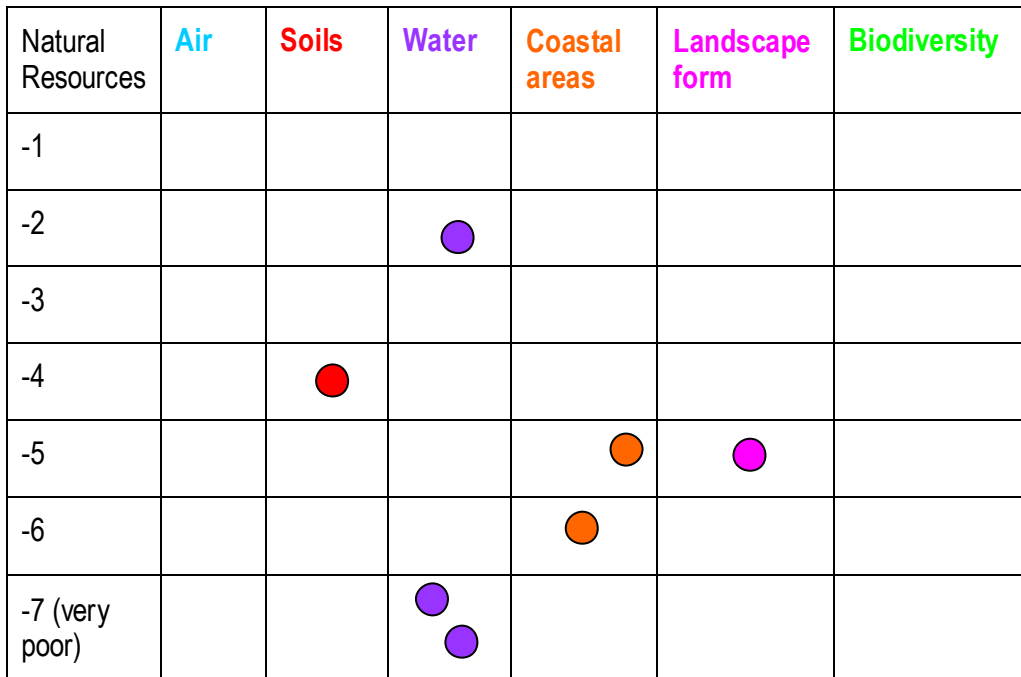 Natural Resources
Air
Soils
Water
Coastal areas
Landscape form
Biodiversity
-1
-2
-3
-4
-5
-6
-7 (very poor)